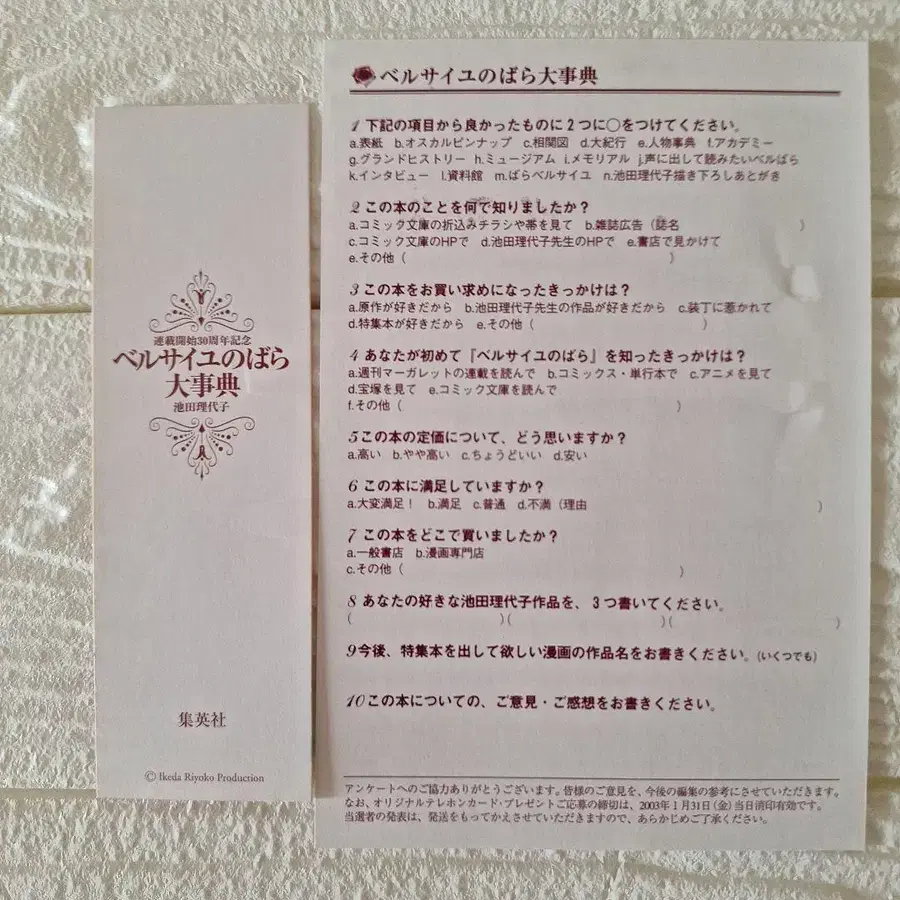 連載開始30周年記念
ベルサイユのばら
大事典
池田理代子
集英社
© Ikeda Riyoko Production
ベルサイユのばら大事典
1 下記の項目から良かったものに2つに○をつけてください。
a.表紙 b.オスカルピンナップ c.相関図 d.大紀行 e.人物事典 f.アカデミー
g.グランドヒストリー h.ミュージアム i.メモリアル j.声に出して読みたいベルばら
k.インタビュー l.資料館 m.ばらベルサイユ n.池田理代子描き下ろしあとがき
2 この本のことを何で知りましたか?
a.コミック文庫の折込みチラシや帯を見て b.雑誌広告(誌名 )
c.コミック文庫のHPで d.池田理代子先生のHPで e.書店で見かけて
e.その他( )
3 この本をお買い求めになったきっかけは?
a.原作が好きだから b.池田理代子先生の作品が好きだから c.装丁に惹かれて
d.特集本が好きだから e.その他( )
4 あなたが初めて『ベルサイユのばら』を知ったきっかけは?
a.週刊マーガレットの連載を読んで b.コミックス・単行本で c.アニメを見て
d.宝塚を見て e.コミック文庫を読んで
f.その他( )
5 この本の定価について、どう思いますか?
a.高い b.やや高い c.ちょうどいい d.安い
6 この本に満足していますか?
a.大変満足! b.満足 c.普通 d.不満(理由 )
7 この本をどこで買いましたか?
a.一般書店 b.漫画専門店
c.その他( )
8 あなたの好きな池田理代子作品を、3つ書いてください。
( )( )( )
9 今後、特集本を出して欲しい漫画の作品名をお書きください。(いくつでも)
10 この本についての、ご意見・ご感想をお書きください。
アンケートへのご協力ありがとうございます。皆様のご意見を、今後の編集の参考にさせていただきます。
なお、オリジナルテレホンカード・プレゼントご応募の締切は、2003年1月31日(金)当日消印有効です。
当選者の発表は、発送をもってかえさせていただきますので、あらかじめご了承ください。